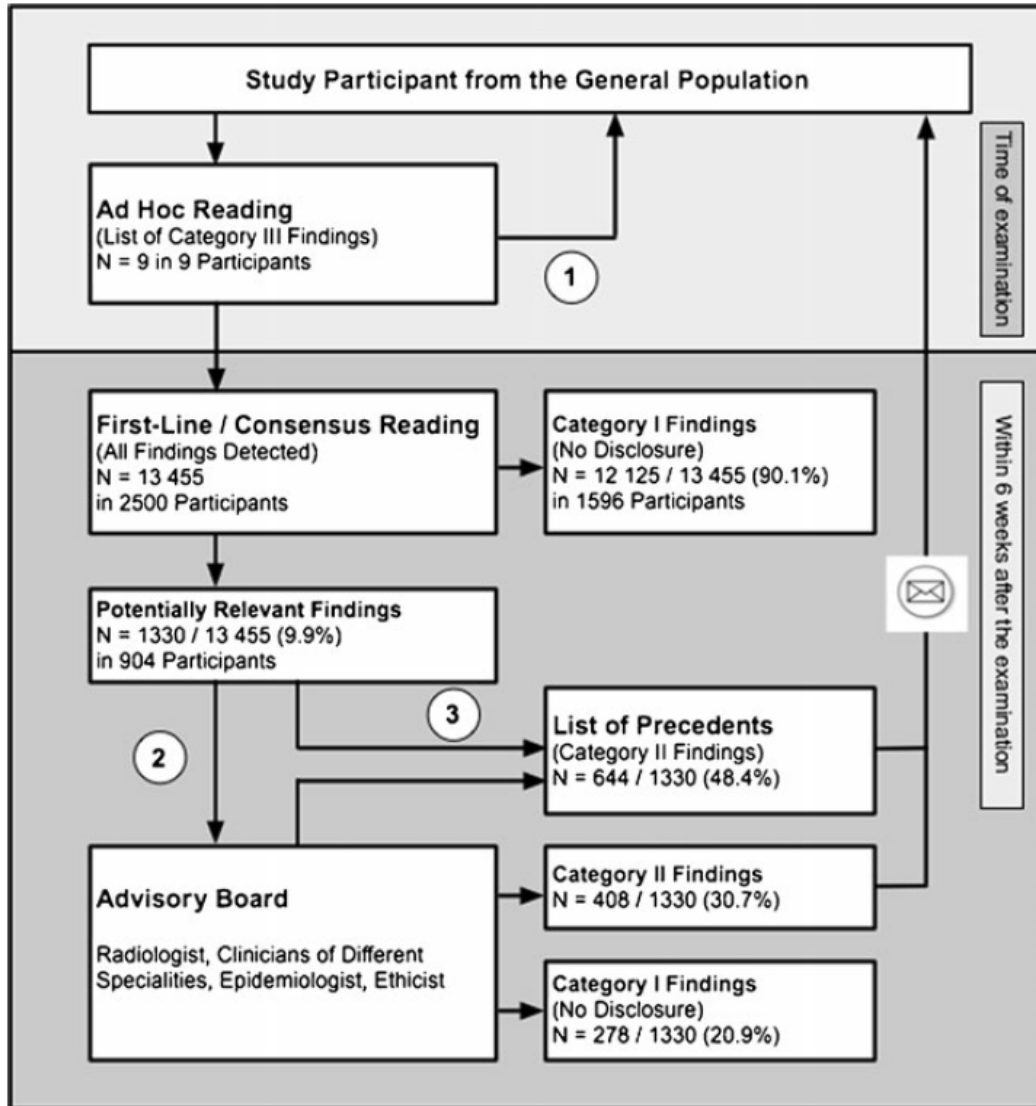 Study Participant from the General Population
Time of examination
Ad Hoc Reading
(List of Category III Findings)
N = 9 in 9 Participants
1
First-Line / Consensus Reading
(All Findings Detected)
N = 13 455
in 2500 Participants
Category I Findings
(No Disclosure)
N = 12 125 / 13 455 (90.1%)
in 1596 Participants
Within 6 weeks after the examination
Potentially Relevant Findings
N = 1330 / 13 455 (9.9%)
in 904 Participants
2
3
List of Precedents
(Category II Findings)
N = 644 / 1330 (48.4%)
Advisory Board
Radiologist, Clinicians of Different
Specialities, Epidemiologist, Ethicist
Category II Findings
N = 408 / 1330 (30.7%)
Category I Findings
(No Disclosure)
N = 278 / 1330 (20.9%)